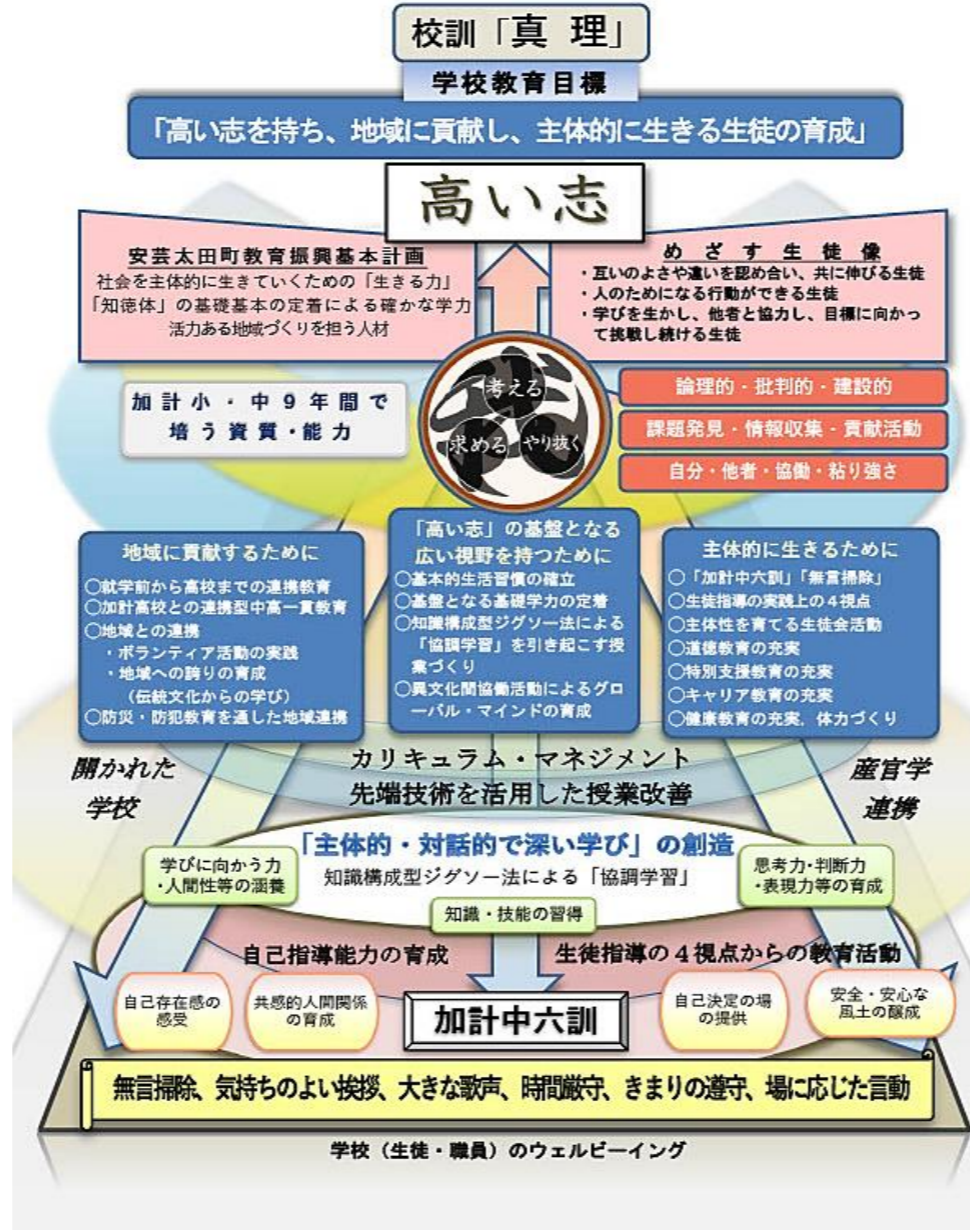 校訓「真 理」
学校教育目標
「高い志を持ち、地域に貢献し、主体的に生きる生徒の育成」
高い志
安芸太田町教育振興基本計画
社会を主体的に生きていくための「生きる力」
「知徳体」の基礎基本の定着による確かな学力
活力ある地域づくりを担う人材
めざす生徒像
・互いのよさや違いを認め合い、共に伸びる生徒
・人のためになる行動ができる生徒
・学びを生かし、他者と協力し、目標に向かっ
て挑戦し続ける生徒
加計小・中9年間で
培う資質・能力
考える
求める
やり抜く
論理的・批判的・建設的
課題発見・情報収集・貢献活動
自分・他者・協働・粘り強さ
地域に貢献するために
○就学前から高校までの連携教育
○加計高校との連携型中高一貫教育
○地域との連携
・ボランティア活動の実践
・地域への誇りの育成
（伝統文化からの学び）
○防災・防犯教育を通した地域連携
「高い志」の基盤となる
広い視野を持つために
○基本的生活習慣の確立
○基盤となる基礎学力の定着
○知識構成型ジグソー法による
「協調学習」を引き起こす授
業づくり
○異文化間協働活動によるグロ
ーバル・マインドの育成
主体的に生きるために
○「加計中六訓」「無言掃除」
○生徒指導の実践上の4視点
○主体性を育てる生徒会活動
○道徳教育の充実
○特別支援教育の充実
○キャリア教育の充実
○健康教育の充実、体力づくり
開かれた
学校
カリキュラム・マネジメント
先端技術を活用した授業改善
産官学
連携
「主体的・対話的で深い学び」の創造
知識構成型ジグソー法による「協調学習」
学びに向かう力
・人間性等の涵養
知識・技能の習得
思考力・判断力
・表現力等の育成
自己指導能力の育成
生徒指導の4視点からの教育活動
自己存在感の
感受
共感的人間関係
の育成
加計中六訓
自己決定の場
の提供
安全・安心な
風土の醸成
無言掃除、気持ちのよい挨拶、大きな歌声、時間厳守、きまりの遵守、場に応じた言動
学校（生徒・職員）のウェルビーイング